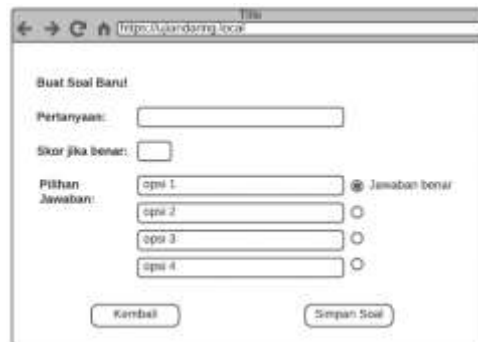 Title
https://ujiandaring.local
Buat Soal Baru!
Pertanyaan:
Skor jika benar:
Pilihan Jawaban:
opsi 1
Jawaban benar
opsi 2
opsi 3
opsi 4
Kembali
Simpan Soal